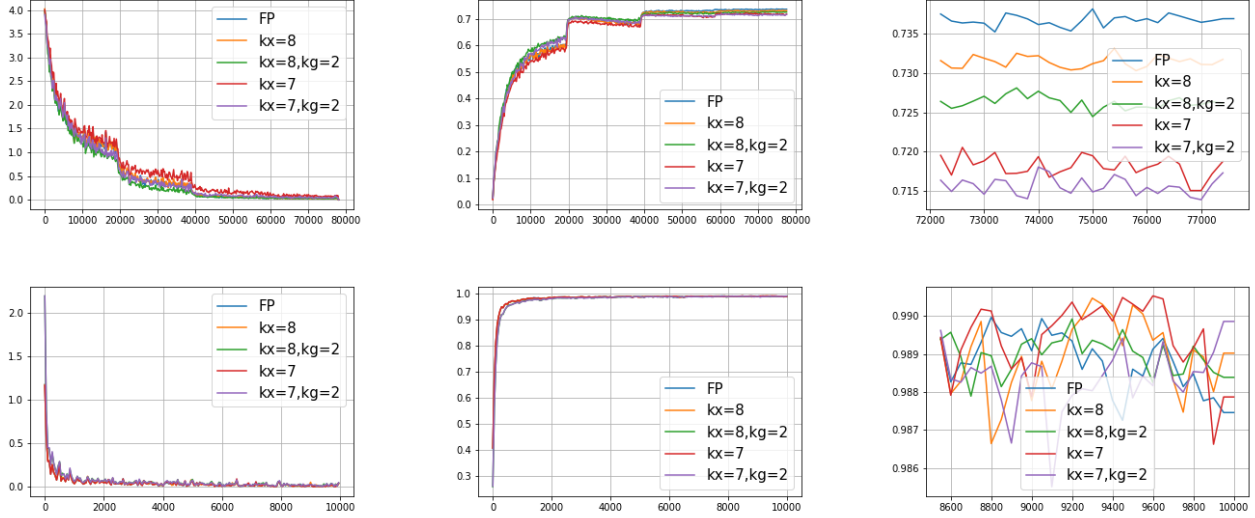 4.0
3.5
3.0
2.5
2.0
1.5
1.0
0.5
0.0
0 10000 20000 30000 40000 50000 60000 70000 80000
FP
kx=8
kx=8,kg=2
kx=7
kx=7,kg=2
0.7
0.6
0.5
0.4
0.3
0.2
0.1
0.0
0 10000 20000 30000 40000 50000 60000 70000 80000
FP
kx=8
kx=8,kg=2
kx=7
kx=7,kg=2
0.735
0.730
0.725
0.720
0.715
72000 73000 74000 75000 76000 77000
FP
kx=8
kx=8,kg=2
kx=7
kx=7,kg=2
2.0
1.5
1.0
0.5
0.0
0 2000 4000 6000 8000 10000
FP
kx=8
kx=8,kg=2
kx=7
kx=7,kg=2
1.0
0.9
0.8
0.7
0.6
0.5
0.4
0.3
0 2000 4000 6000 8000 10000
FP
kx=8
kx=8,kg=2
kx=7
kx=7,kg=2
0.990
0.989
0.988
0.987
0.986
8600 8800 9000 9200 9400 9600 9800 10000
FP
kx=8
kx=8,kg=2
kx=7
kx=7,kg=2